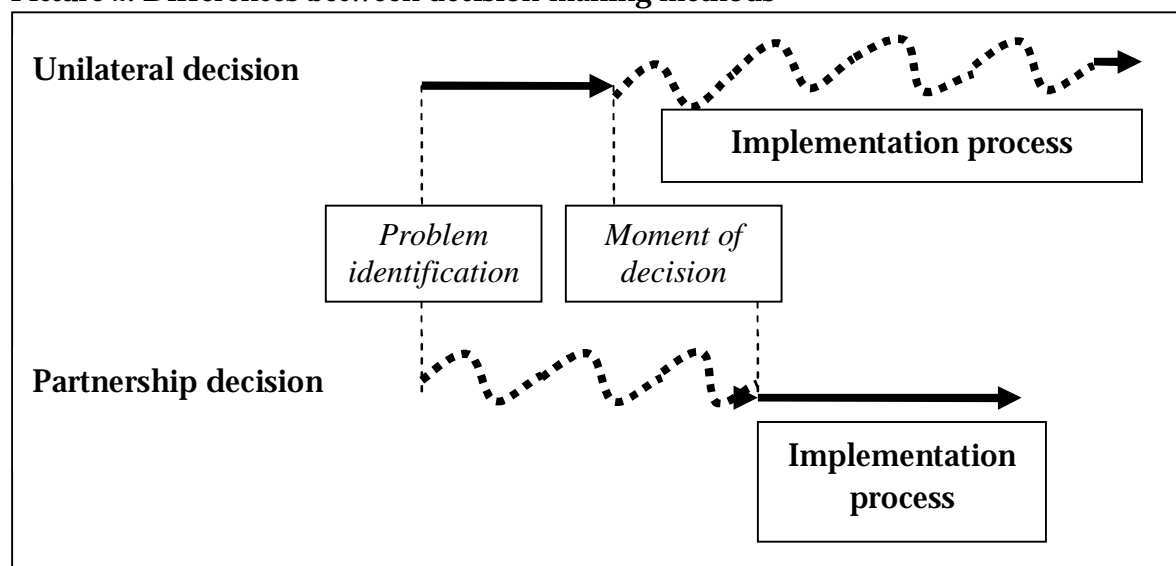 Unilateral decision
Implementation process
Problem
identification
Moment of
decision
Partnership decision
Implementation
process